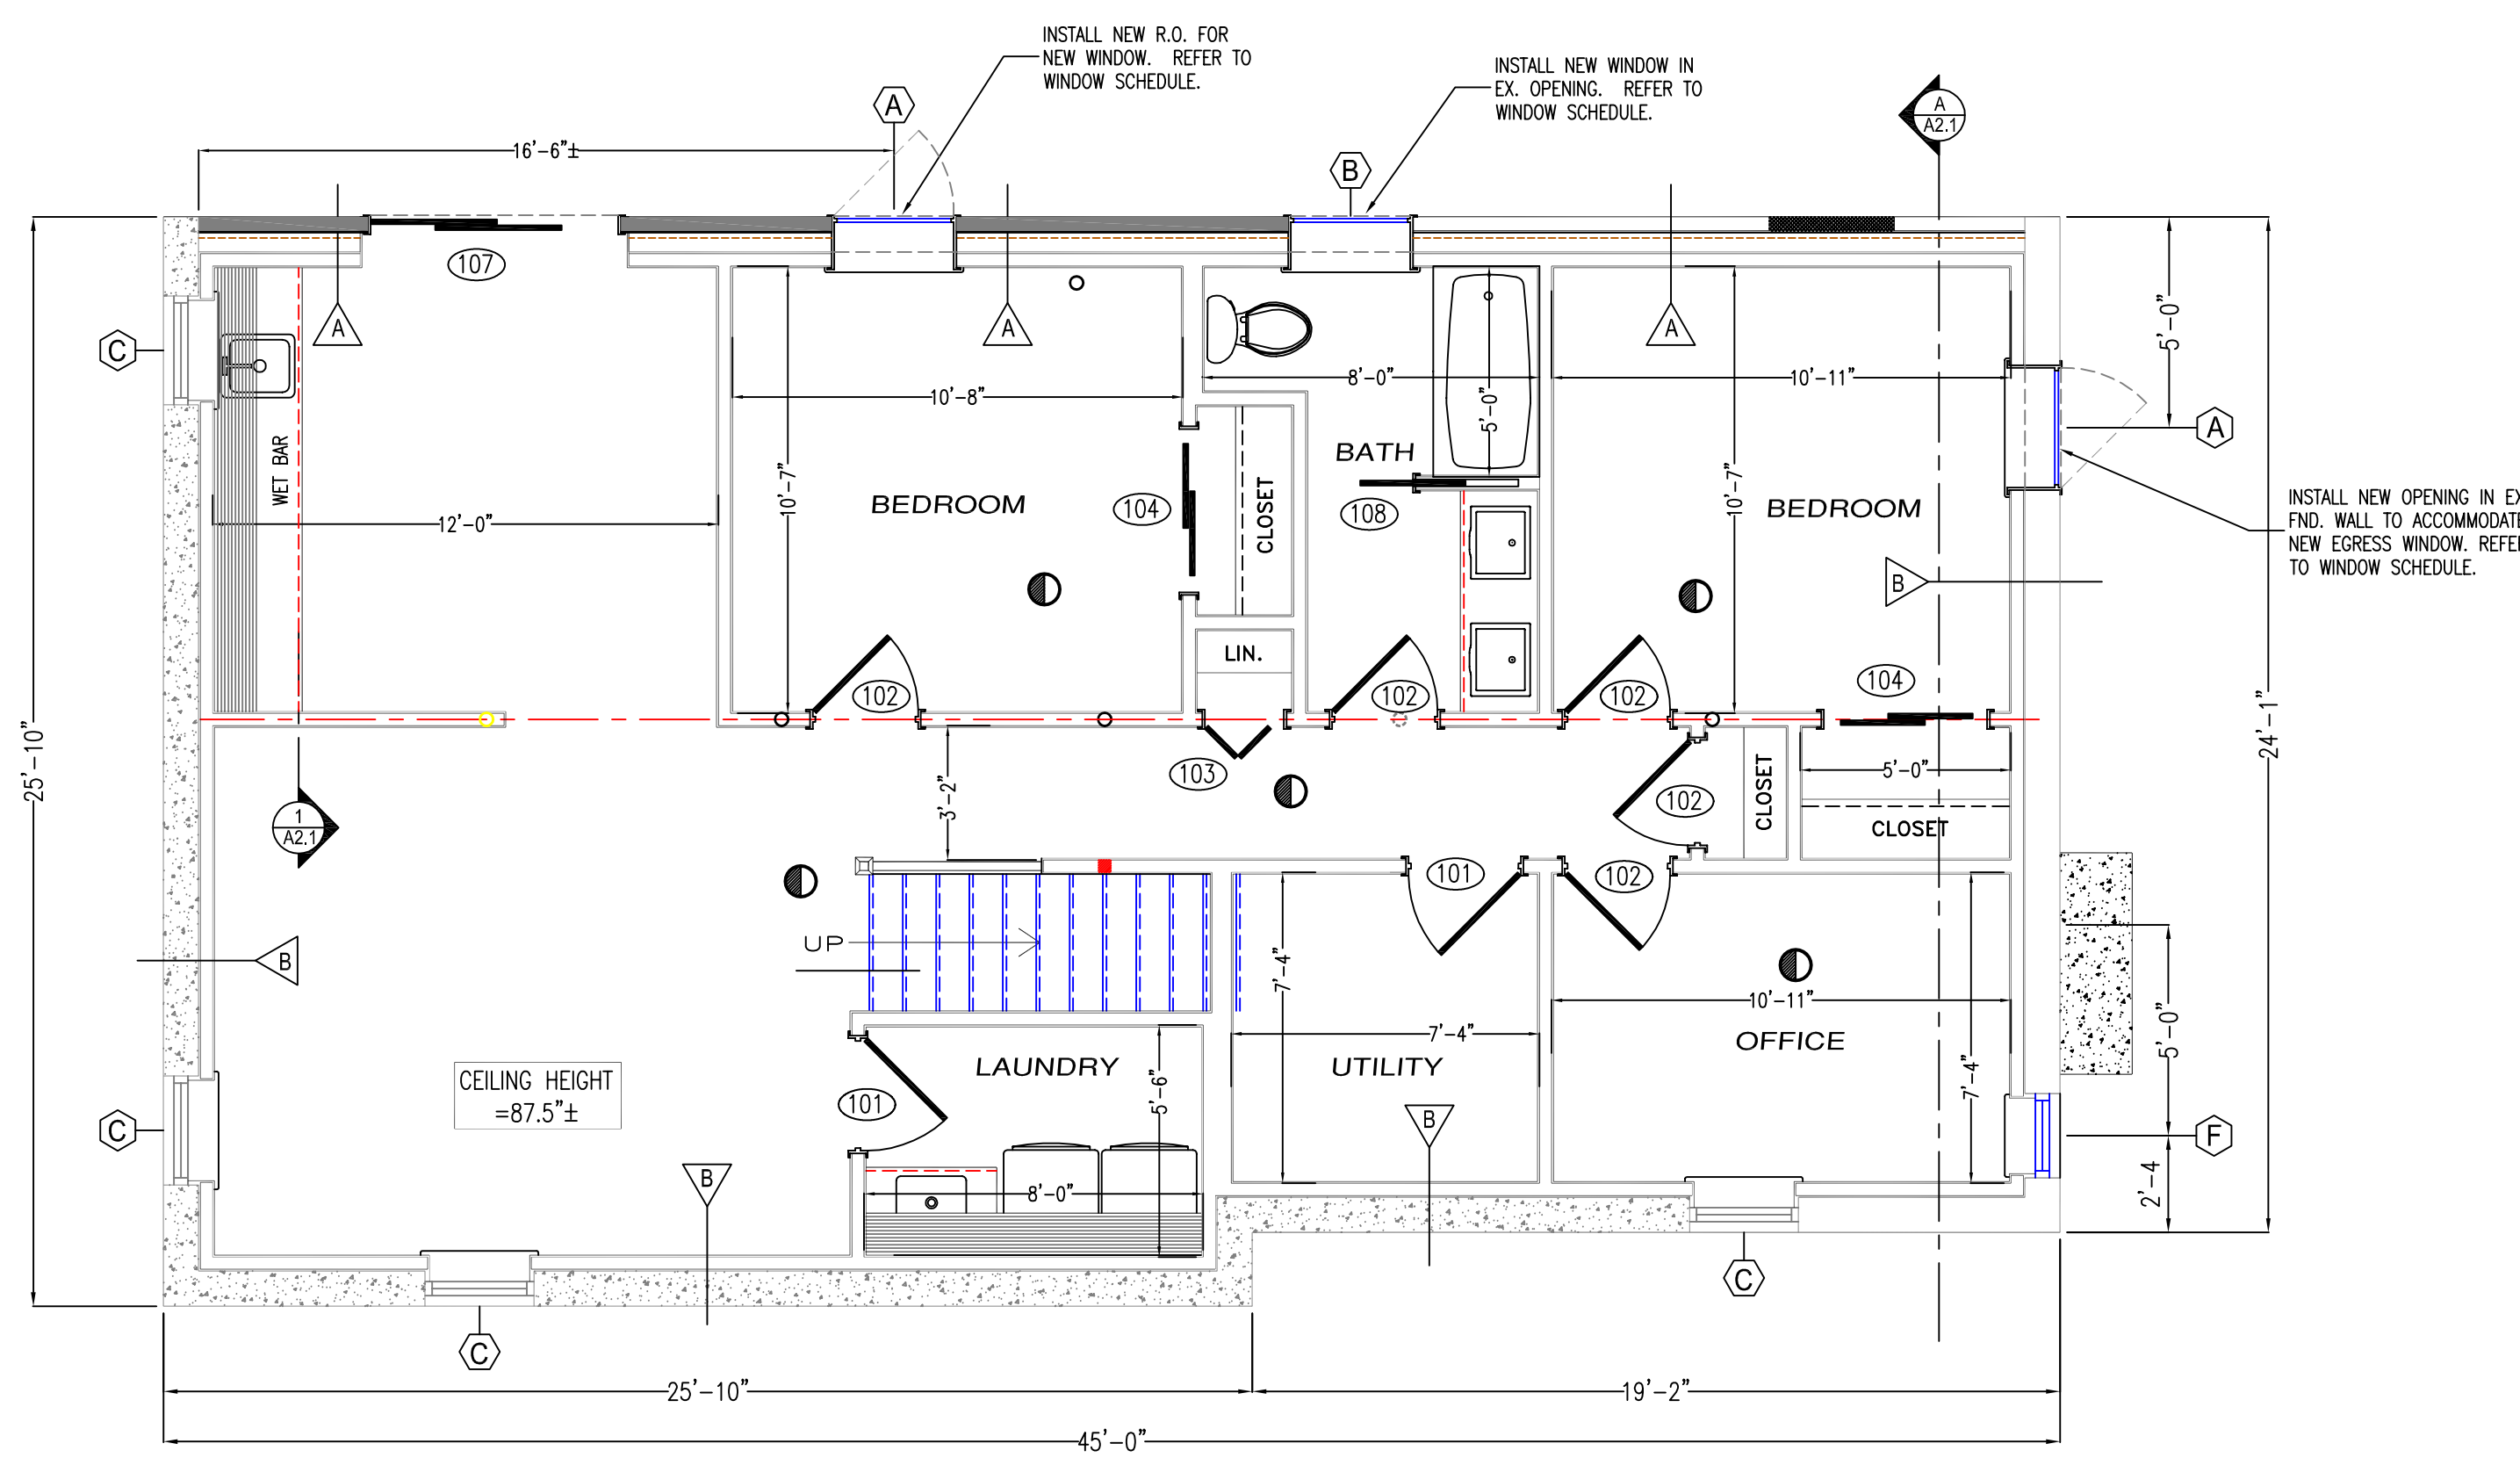 INSTALL NEW R.O. FOR
NEW WINDOW. REFER TO
WINDOW SCHEDULE.
INSTALL NEW WINDOW IN
EX. OPENING. REFER TO
WINDOW SCHEDULE.
A
A
A2.1
16'-6"±
B
107
C
A
A
A
5'-0"
8'-0"
10'-11"
10'-8"
5'-0"
A
WET BAR
BATH
10'-7"
BEDROOM
104
CLOSET
108
10'-7"
BEDROOM
12'-0"
INSTALL NEW OPENING IN
FND. WALL TO ACCOMMODATE
NEW EGRESS WINDOW.
TO WINDOW SCHEDULE.
B
LIN.
102
102
102
104
25'-10"
24'-1"
103
3'-2"
102
CLOSET
5'-0"
CLOSET
1
A2.1
101
102
UP
B
7'-4"
10'-11"
5'-0"
7'-4"
OFFICE
LAUNDRY
UTILITY
CEILING HEIGHT
=87.5"±
5'-6"
7'-4"
101
C
B
F
B
8'-0"
2'-4
C
C
25'-10"
19'-2"
45'-0"